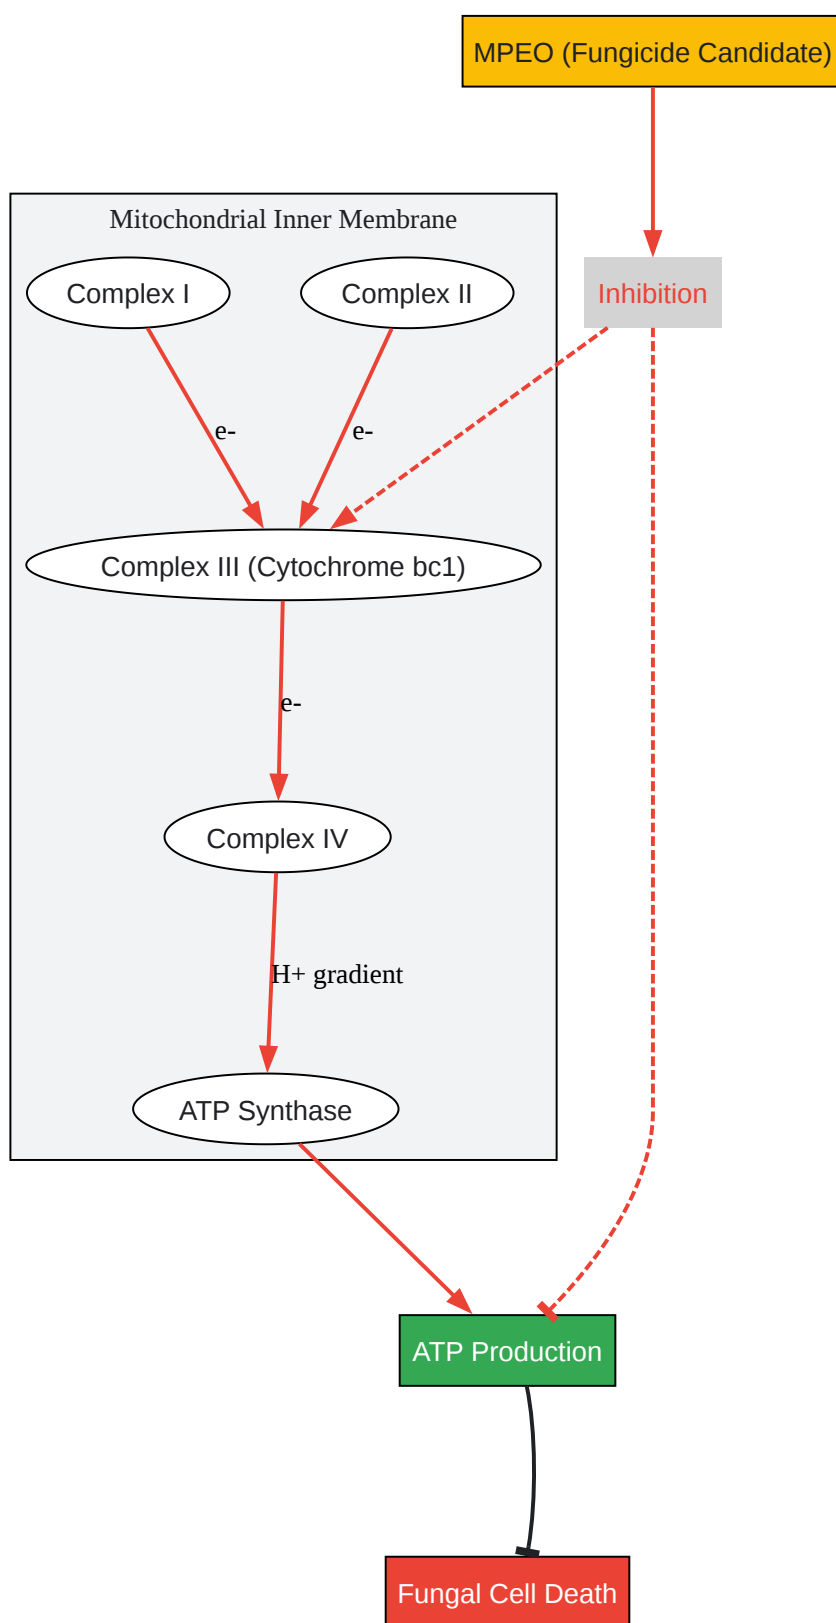 MPEO (Fungicide Candidate)
Mitochondrial Inner Membrane
Complex I
Complex II
Inhibition
e-
e-
Complex III (Cytochrome bc1)
e-
Complex IV
H+ gradient
ATP Synthase
ATP Production
Fungal Cell Death